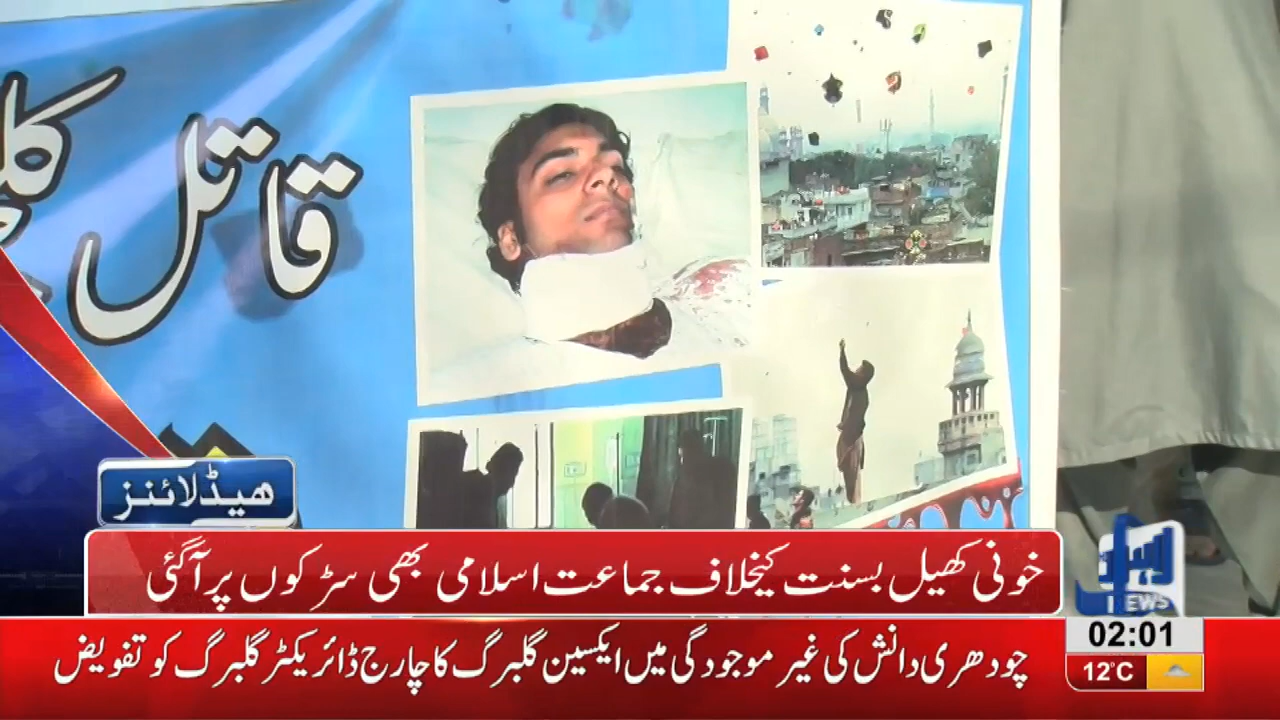 قاتل
ھیڈلائنز
خونی کھیل بسنت کیخلاف جماعت اسلامی بھی سڑکوں پر آگئی
NEWS
02:01
چودھری دانش کی غیر موجودگی میں ایکسین گلبرگ کا چارج ڈائریکٹر گلبرگ کو تفویض
12°C